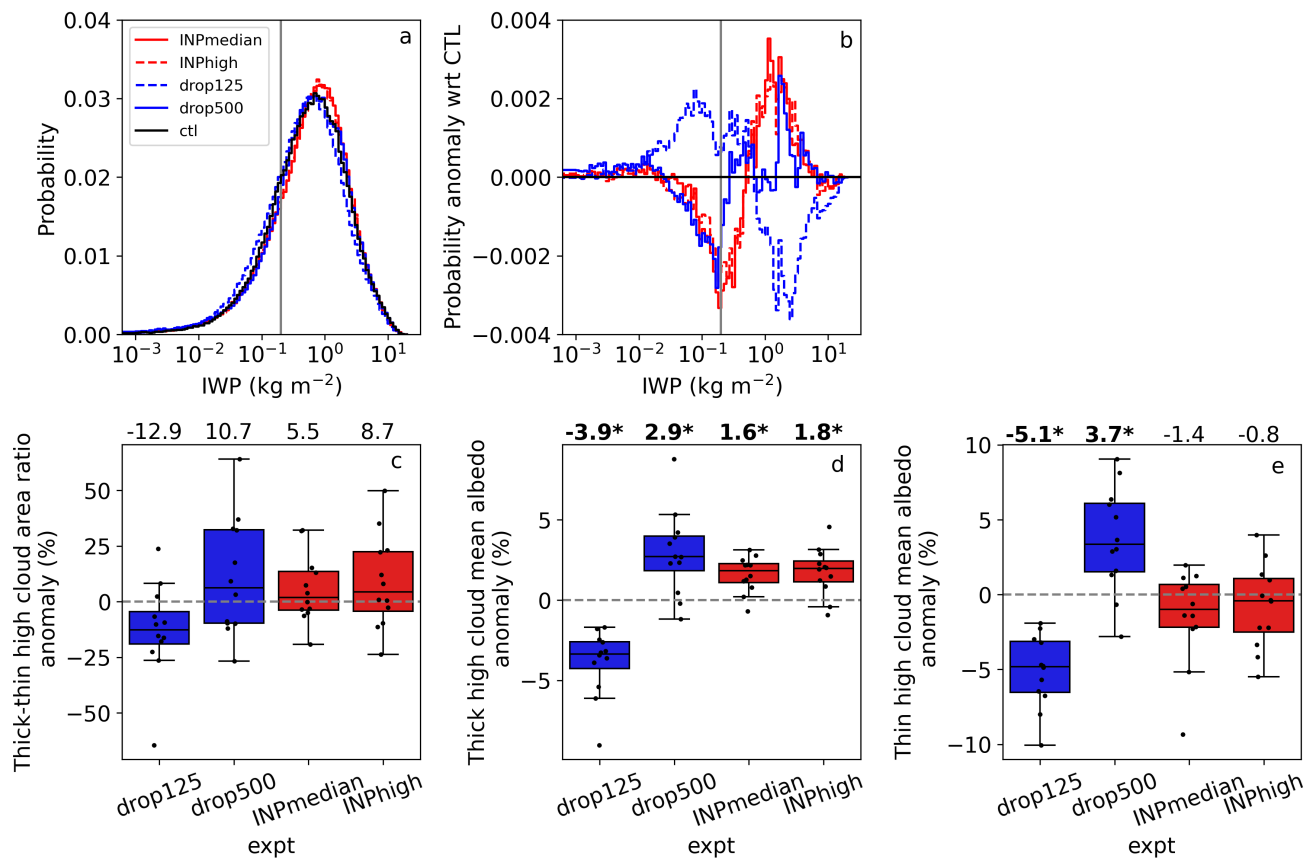 a
INPmedian
INPhigh
drop125
drop500
ctl
Probability
0.04
0.03
0.02
0.01
0.00
10⁻³
10⁻²
10⁻¹
10⁰
10¹
IWP (kg m⁻²)
b
Probability anomaly wrt CTL
0.004
0.002
0.000
−0.002
−0.004
10⁻³
10⁻²
10⁻¹
10⁰
10¹
IWP (kg m⁻²)
-12.9
10.7
5.5
8.7
c
Thick-thin high cloud area ratio
anomaly (%)
50
25
0
−25
−50
drop125
drop500
INPmedian
INPhigh
expt
-3.9*
2.9*
1.6*
1.8*
d
Thick high cloud mean albedo
anomaly (%)
5
0
−5
drop125
drop500
INPmedian
INPhigh
expt
-5.1*
3.7*
-1.4
-0.8
e
Thin high cloud mean albedo
anomaly (%)
10
5
0
−5
−10
drop125
drop500
INPmedian
INPhigh
expt